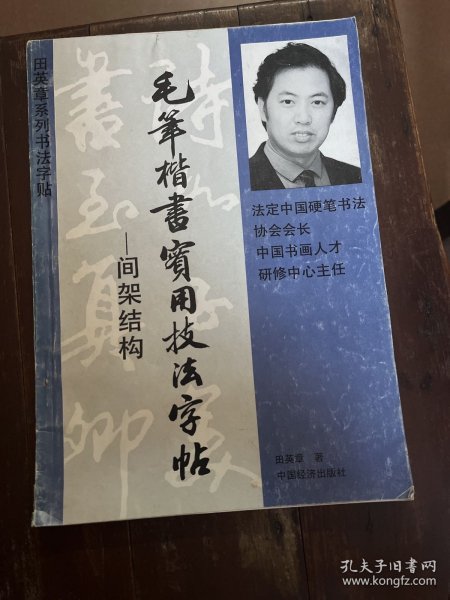 田英章系列书法字贴
毛筆楷書實用技法字帖
—间架结构
法定中国硬笔书法
协会会长
中国书画人才
研修中心主任
田英章 著
中国经济出版社
孔夫子旧书网
www.kongfz.com